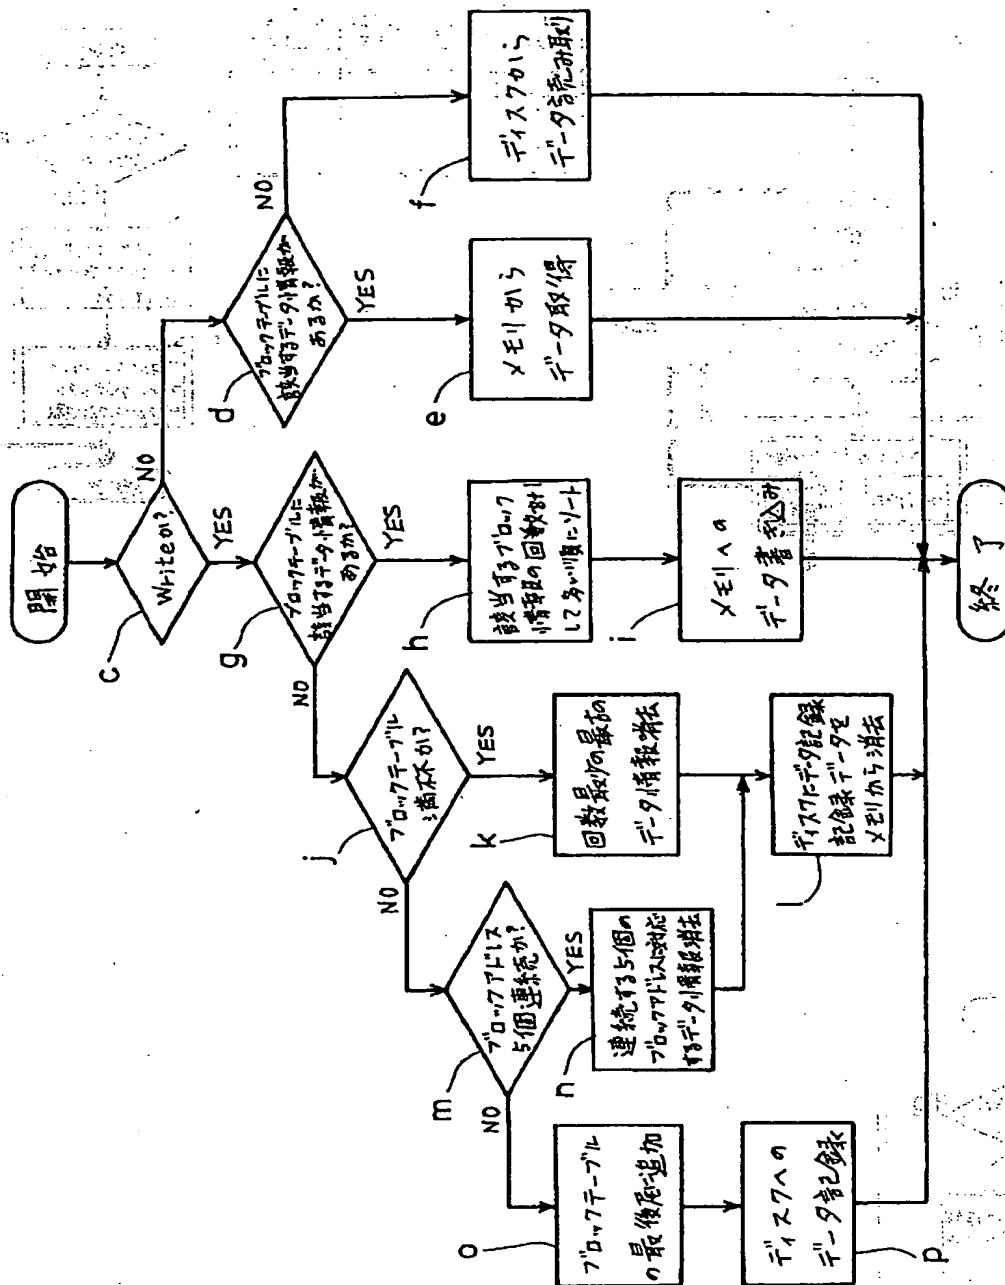 開始
c
Writeか?
NO
YES
d
ブロックテーブルに
該当するデータ情報が
あるか?
NO
YES
f
ディスクから
データ読み取り
e
メモリから
データ取得
g
ブロックテーブルに
該当するデータ情報が
あるか?
NO
YES
h
該当するブロック
情報の回数を+1
して多い順にソート
i
メモリへの
データ書き込み
j
ブロックテーブル
満杯か?
NO
YES
k
回数最少の最古の
データ情報消去
l
ディスクにデータ記録
記録データを
メモリから消去
m
ブロックアドレス
5個連続か?
NO
YES
n
連続する5個の
ブロックアドレスに対応
するデータ情報消去
o
ブロックテーブル
の最後尾に追加
p
ディスクへの
データ記録
終了